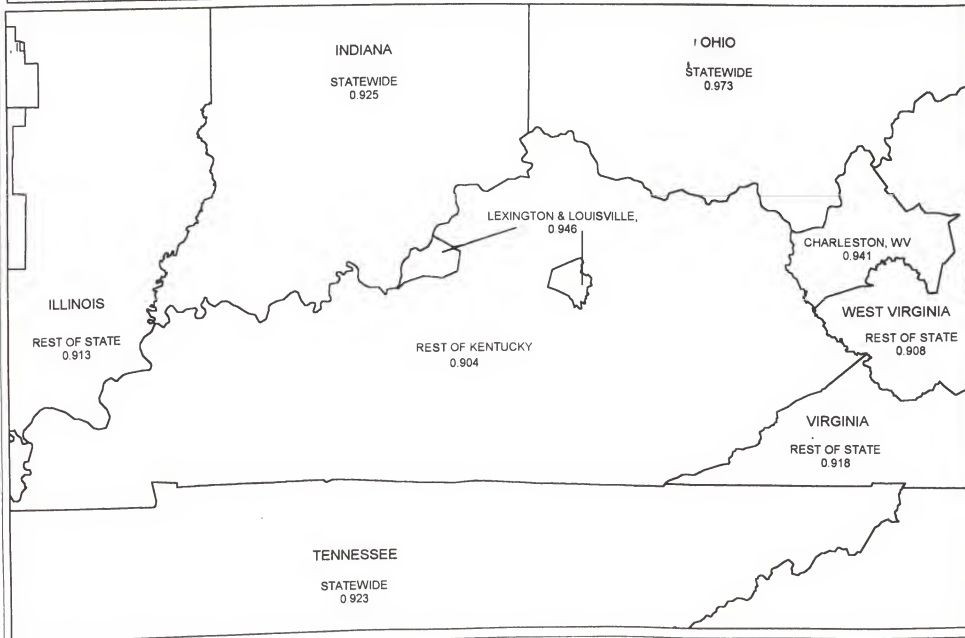 INDIANA
STATEWIDE
0.925
OHIO
STATEWIDE
0.973
LEXINGTON & LOUISVILLE,
0.946
CHARLESTON, WV
0.941
ILLINOIS
REST OF STATE
0.913
WEST VIRGINIA
REST OF STATE
0.908
REST OF KENTUCKY
0.904
VIRGINIA
REST OF STATE
0.918
TENNESSEE
STATEWIDE
0.923